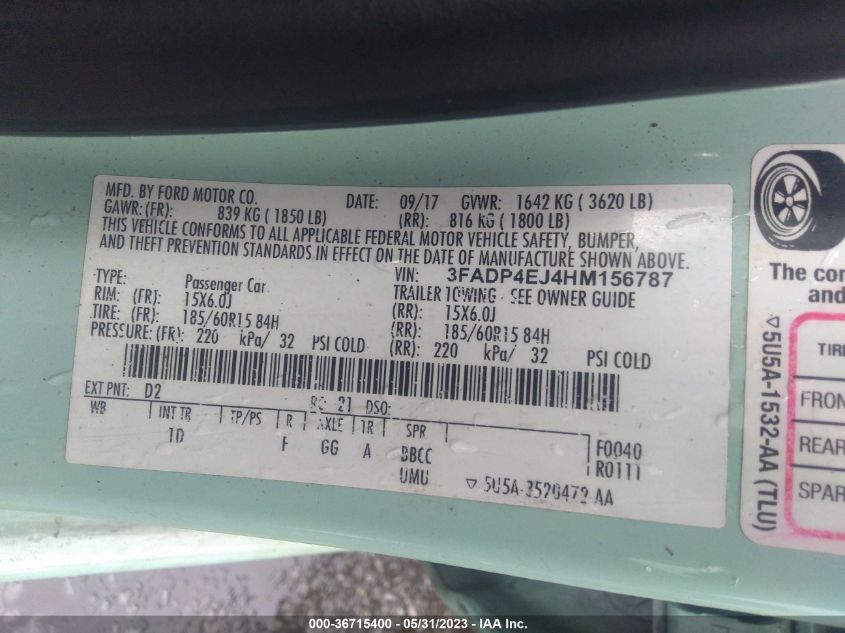 MFD. BY FORD MOTOR CO. DATE: 09/17 GVWR: 1642 KG ( 3620 LB)
GAWR: (FR): 839 KG ( 1850 LB) (RR): 816 KG ( 1800 LB)
THIS VEHICLE CONFORMS TO ALL APPLICABLE FEDERAL MOTOR VEHICLE SAFETY, BUMPER,
AND THEFT PREVENTION STANDARDS IN EFFECT ON THE DATE OF MANUFACTURE SHOWN ABOVE.
VIN: 3FADP4EJ4HM156787
TYPE: Passenger Car TRAILER TOWING - SEE OWNER GUIDE
RIM: (FR): 15X6.0J (RR): 15X6.0J
TIRE: (FR): 185/60R15 84H (RR): 185/60R15 84H
PRESSURE: (FR): 220 kPa/ 32 PSI COLD (RR): 220 kPa/ 32 PSI COLD
EXT PNT: D2 RC: 21 DSO:
WB INT TR TP/PS R AXLE TR SPR
TD F GG A BBCC
UMU
F0040
R0111
▽ 5U5A-3520472-AA
The con
and
▽5U5A-1532-AA (TLU)
TIRE
FRON
REAR
SPAR
000-36715400 - 05/31/2023 - IAA Inc.